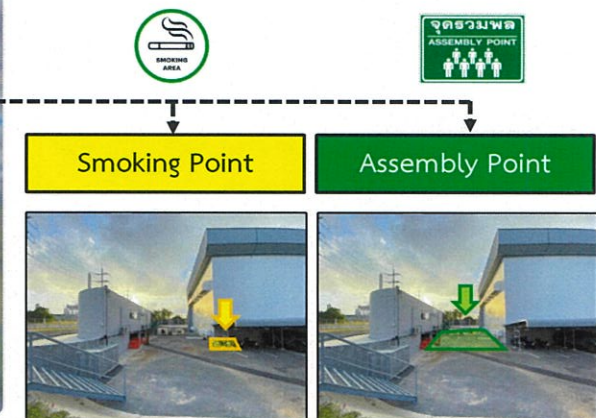 SMOKING
AREA
จุดรวมพล
ASSEMBLY POINT
Smoking Point
Assembly Point